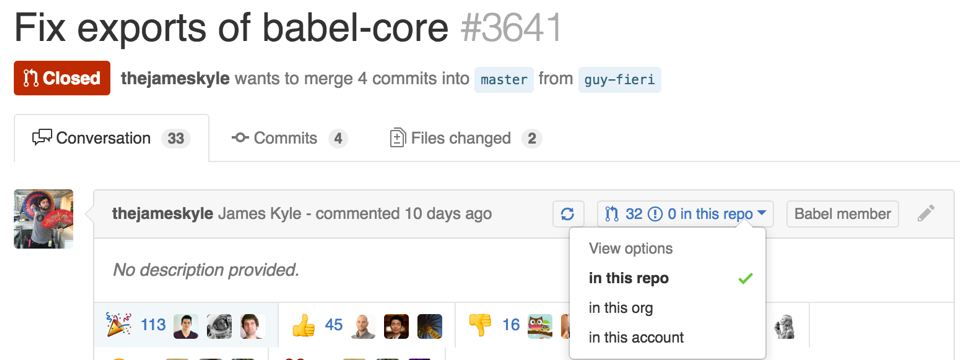 Fix exports of babel-core #3641
Closed thejameskyle wants to merge 4 commits into master from guy-fieri
Conversation 33 Commits 4 Files changed 2
thejameskyle James Kyle - commented 10 days ago 32 0 in this repo Babel member
View options
No description provided.
in this repo
in this org
113 45 16
in this account